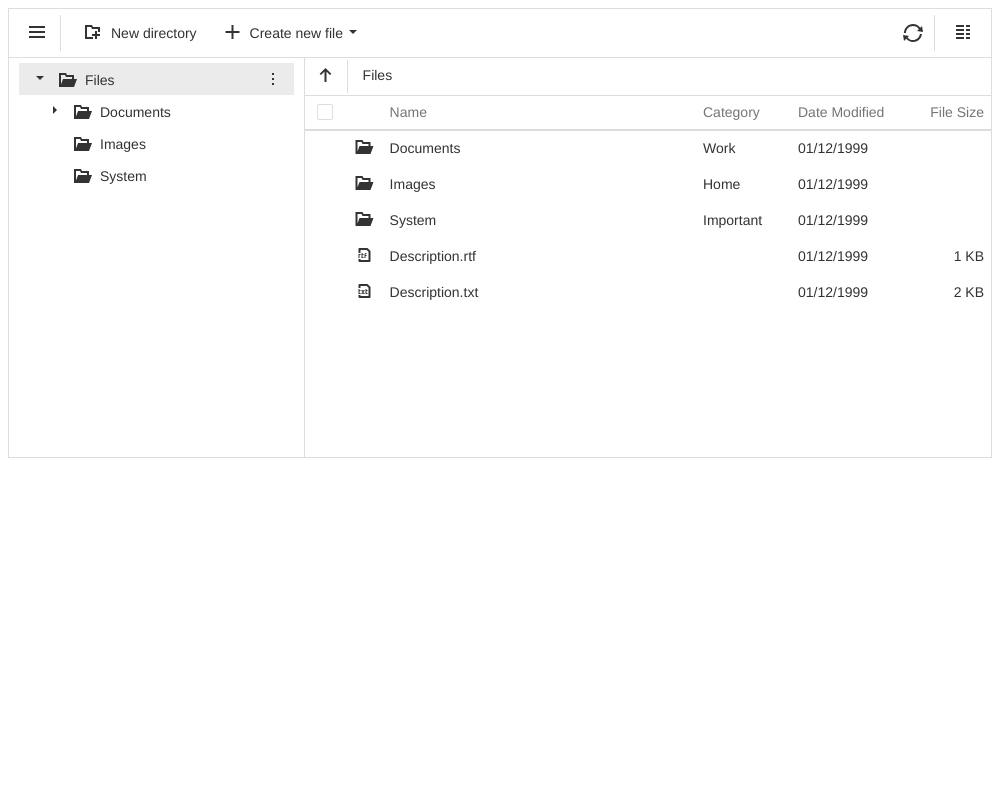 New directory
Create new file
Files
Documents
Images
System
Files
Name Category Date Modified File Size
Documents Work 01/12/1999
Images Home 01/12/1999
System Important 01/12/1999
rtf Description.rtf 01/12/1999 1 KB
txt Description.txt 01/12/1999 2 KB